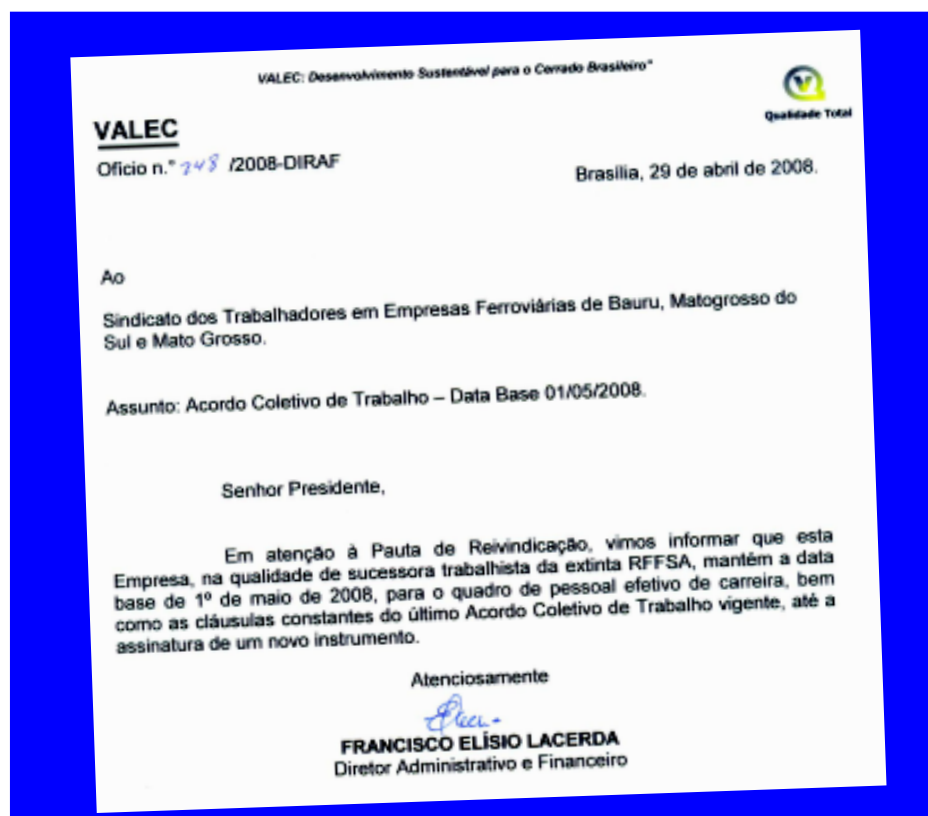 VALEC: Desenvolvimento Sustentável para o Cerrado Brasileiro"
Qualidade Total
VALEC
Oficio n.° 248 /2008-DIRAF
Brasília, 29 de abril de 2008.
Ao
Sindicato dos Trabalhadores em Empresas Ferroviárias de Bauru, Matogrosso do
Sul e Mato Grosso.
Assunto: Acordo Coletivo de Trabalho – Data Base 01/05/2008.
Senhor Presidente,
Em atenção à Pauta de Reivindicação, vimos informar que esta
Empresa, na qualidade de sucessora trabalhista da extinta RFFSA, mantém a data
base de 1º de maio de 2008, para o quadro de pessoal efetivo de carreira, bem
como as cláusulas constantes do último Acordo Coletivo de Trabalho vigente, até a
assinatura de um novo instrumento.
Atenciosamente
FRANCISCO ELÍSIO LACERDA
Diretor Administrativo e Financeiro